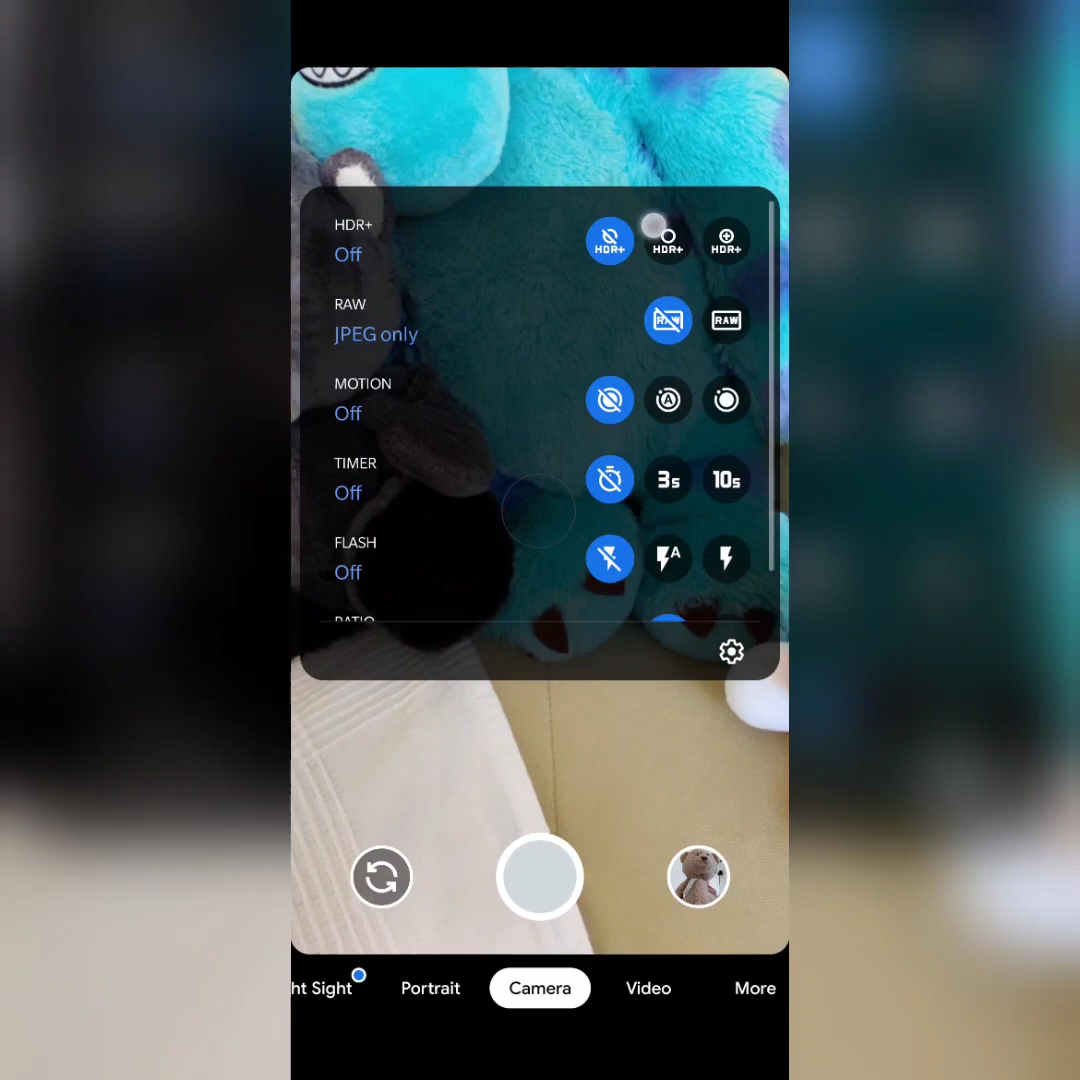 HDR+
Off
HDR+ HDR+ HDR+
RAW
JPEG only
RAW RAW
MOTION
Off
A
TIMER
Off
3s 10s
FLASH
Off
A
RATIO
ht Sight Portrait Camera Video More